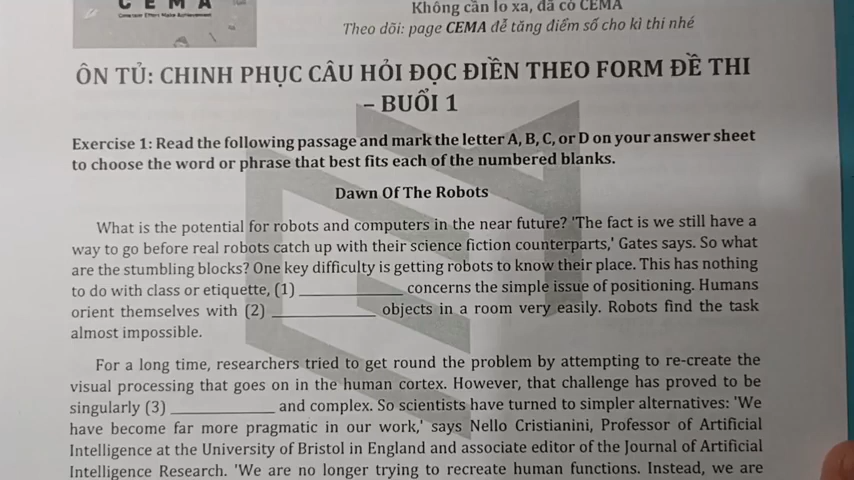 C E M A
Constant Effort Make Achievement
Không cần lo xa, đã có CEMA
Theo dõi: page CEMA để tăng điểm số cho kì thi nhé
ÔN TỦ: CHINH PHỤC CÂU HỎI ĐỌC ĐIỀN THEO FORM ĐỀ THI
– BUỔI 1
Exercise 1: Read the following passage and mark the letter A, B, C, or D on your answer sheet
to choose the word or phrase that best fits each of the numbered blanks.
Dawn Of The Robots
What is the potential for robots and computers in the near future? 'The fact is we still have a
way to go before real robots catch up with their science fiction counterparts,' Gates says. So what
are the stumbling blocks? One key difficulty is getting robots to know their place. This has nothing
to do with class or etiquette, (1) ____________ concerns the simple issue of positioning. Humans
orient themselves with (2) ____________ objects in a room very easily. Robots find the task
almost impossible.
For a long time, researchers tried to get round the problem by attempting to re-create the
visual processing that goes on in the human cortex. However, that challenge has proved to be
singularly (3) ____________ and complex. So scientists have turned to simpler alternatives: 'We
have become far more pragmatic in our work,' says Nello Cristianini, Professor of Artificial
Intelligence at the University of Bristol in England and associate editor of the Journal of Artificial
Intelligence Research. 'We are no longer trying to recreate human functions. Instead, we are